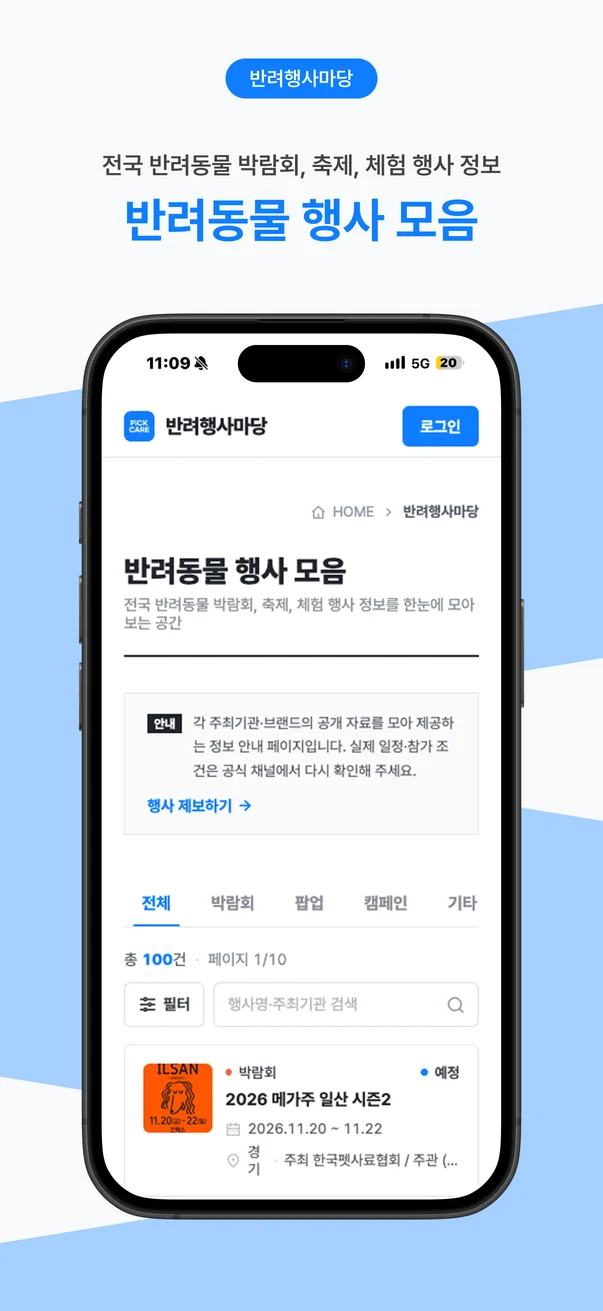 반려행사마당
전국 반려동물 박람회, 축제, 체험 행사 정보
반려동물 행사 모음
11:09 5G 20
PiCK
CARE
반려행사마당
로그인
HOME > 반려행사마당
반려동물 행사 모음
전국 반려동물 박람회, 축제, 체험 행사 정보를 한눈에 모아
보는 공간
안내 각 주최기관·브랜드의 공개 자료를 모아 제공하
는 정보 안내 페이지입니다. 실제 일정·참가 조
건은 공식 채널에서 다시 확인해 주세요.
행사 제보하기 →
전체 박람회 팝업 캠페인 기타
총 100건 · 페이지 1/10
필터 행사명·주최기관 검색
ILSAN
11.20(금)-22(일)
킨텍스
박람회 예정
2026 메가주 일산 시즌2
2026.11.20 ~ 11.22
경
기 · 주최 한국펫사료협회 / 주관 (...